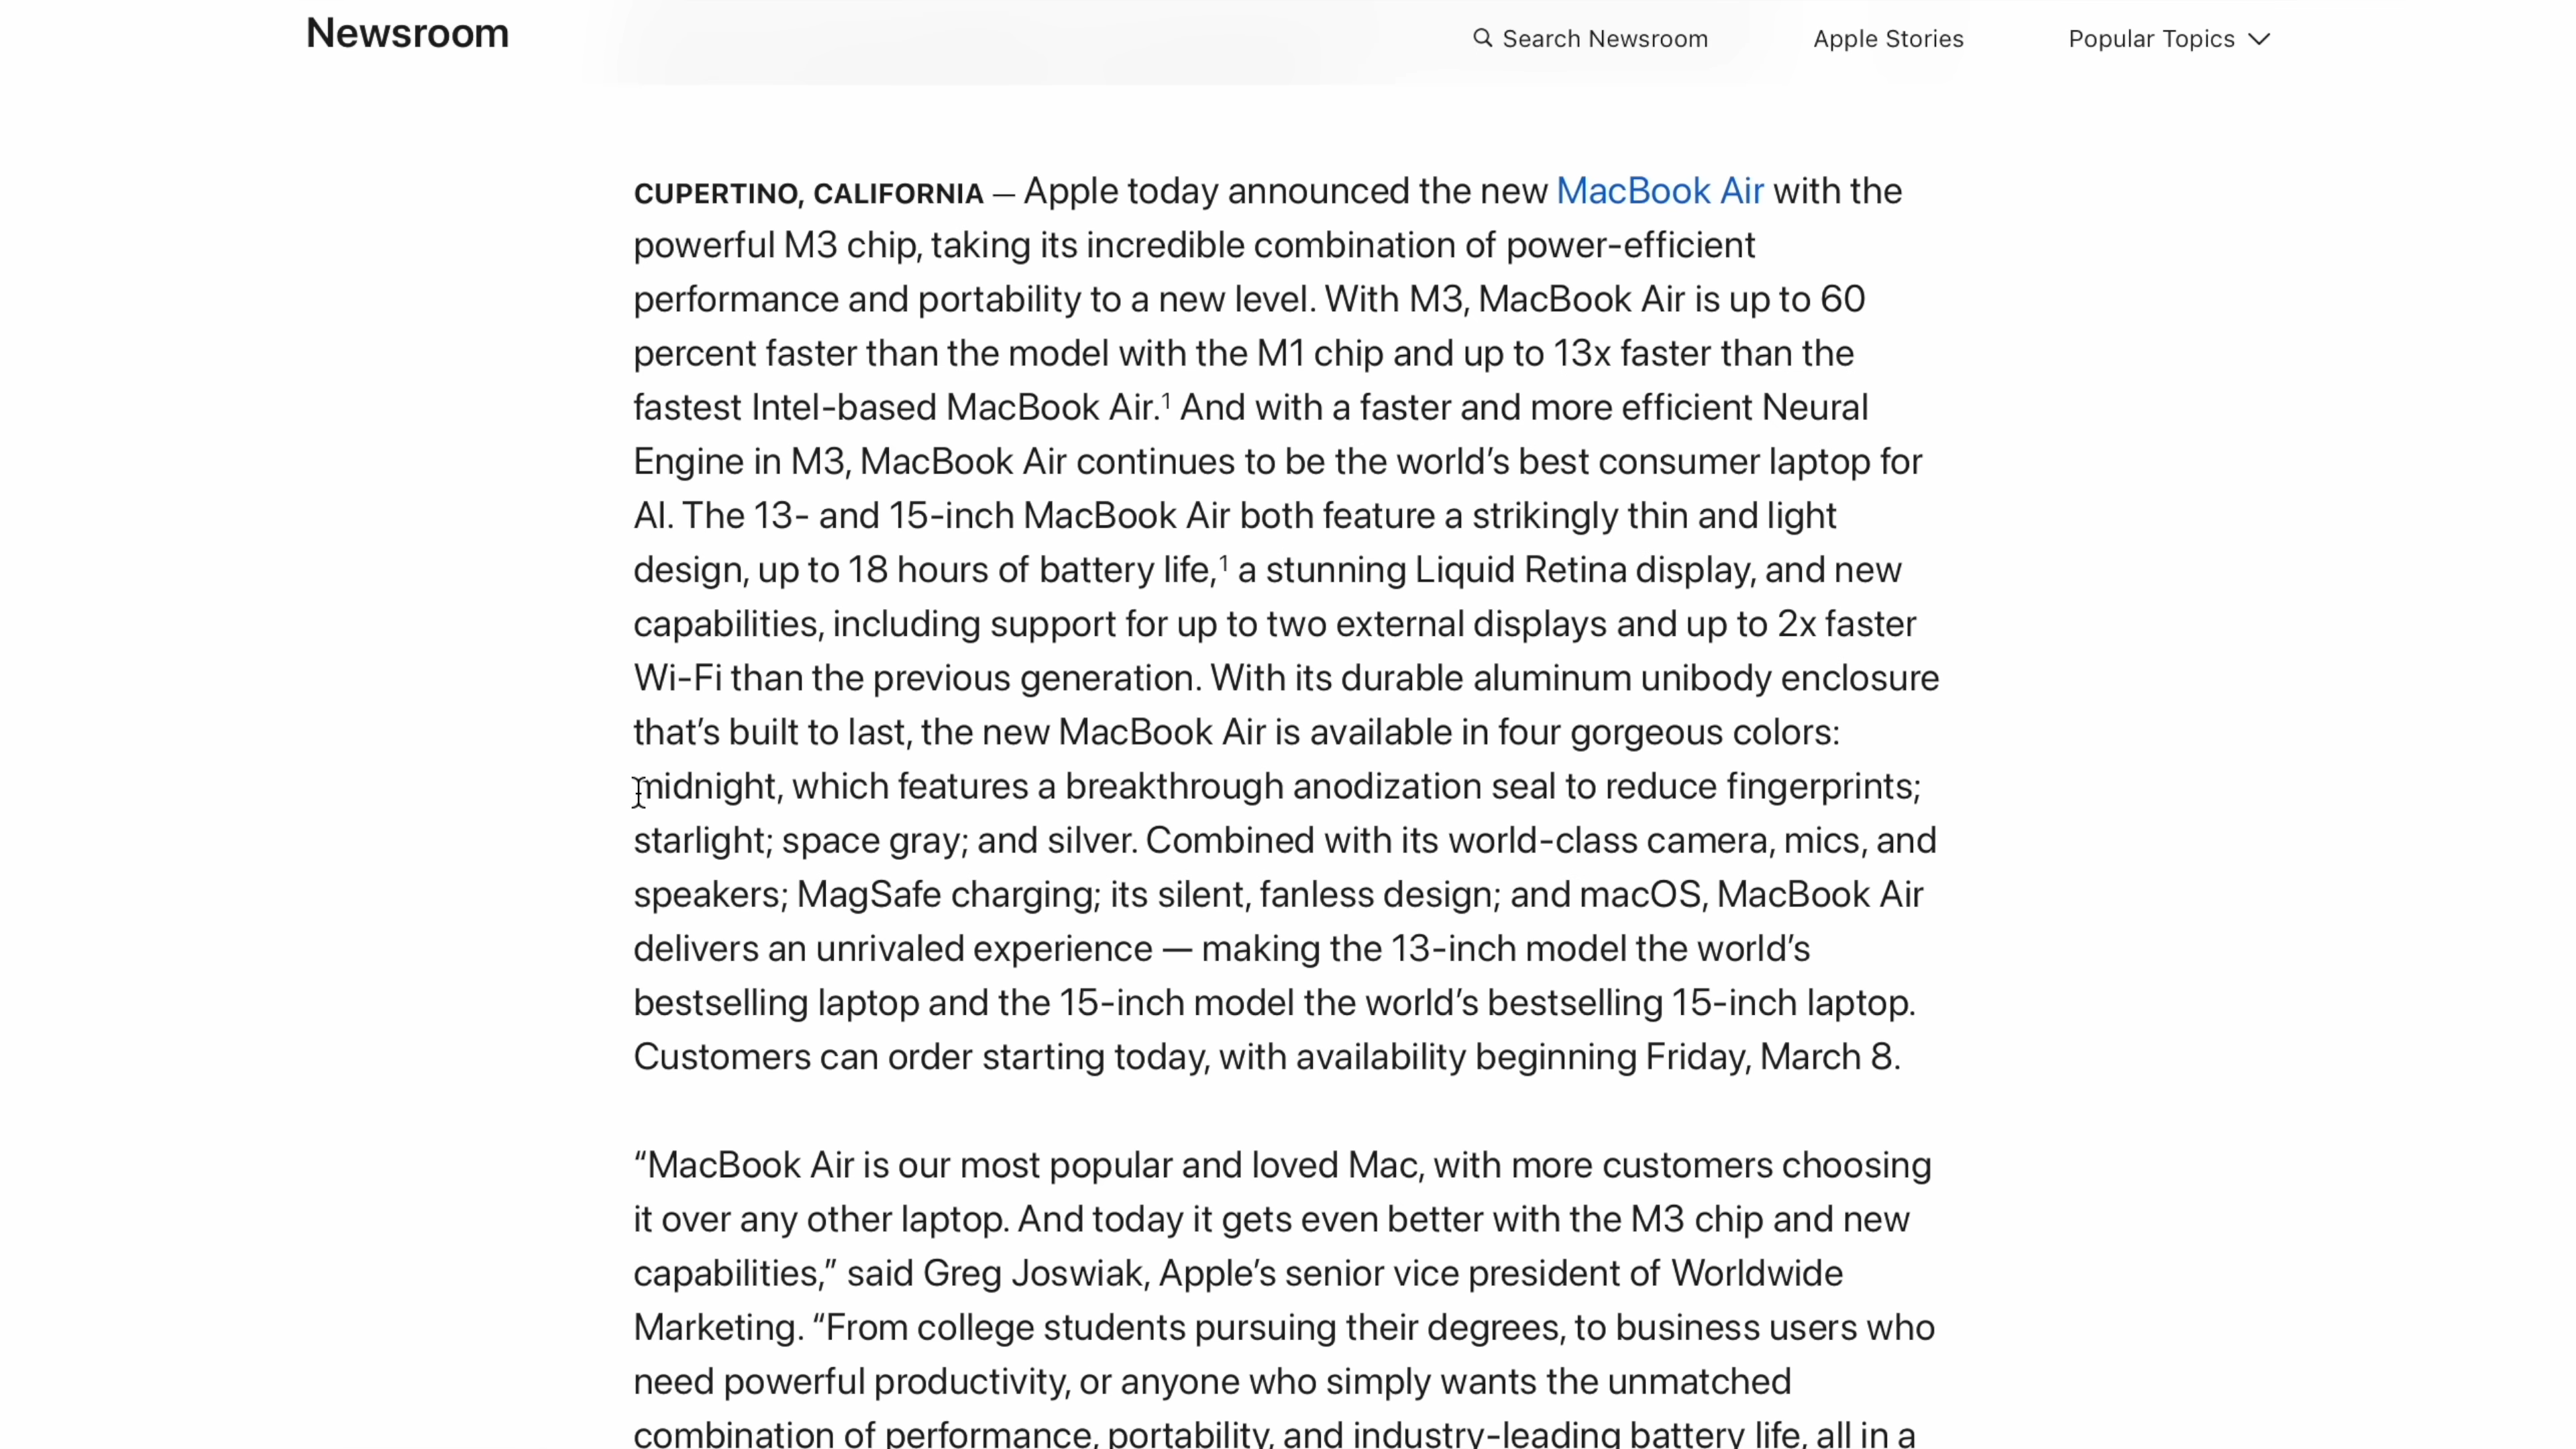 Newsroom
Search Newsroom
Apple Stories
Popular Topics
CUPERTINO, CALIFORNIA — Apple today announced the new MacBook Air with the
powerful M3 chip, taking its incredible combination of power-efficient
performance and portability to a new level. With M3, MacBook Air is up to 60
percent faster than the model with the M1 chip and up to 13x faster than the
fastest Intel-based MacBook Air.¹ And with a faster and more efficient Neural
Engine in M3, MacBook Air continues to be the world’s best consumer laptop for
AI. The 13- and 15-inch MacBook Air both feature a strikingly thin and light
design, up to 18 hours of battery life,¹ a stunning Liquid Retina display, and new
capabilities, including support for up to two external displays and up to 2x faster
Wi-Fi than the previous generation. With its durable aluminum unibody enclosure
that’s built to last, the new MacBook Air is available in four gorgeous colors:
midnight, which features a breakthrough anodization seal to reduce fingerprints;
starlight; space gray; and silver. Combined with its world-class camera, mics, and
speakers; MagSafe charging; its silent, fanless design; and macOS, MacBook Air
delivers an unrivaled experience — making the 13-inch model the world’s
bestselling laptop and the 15-inch model the world’s bestselling 15-inch laptop.
Customers can order starting today, with availability beginning Friday, March 8.
“MacBook Air is our most popular and loved Mac, with more customers choosing
it over any other laptop. And today it gets even better with the M3 chip and new
capabilities,” said Greg Joswiak, Apple’s senior vice president of Worldwide
Marketing. “From college students pursuing their degrees, to business users who
need powerful productivity, or anyone who simply wants the unmatched
combination of performance, portability, and industry-leading battery life, all in a